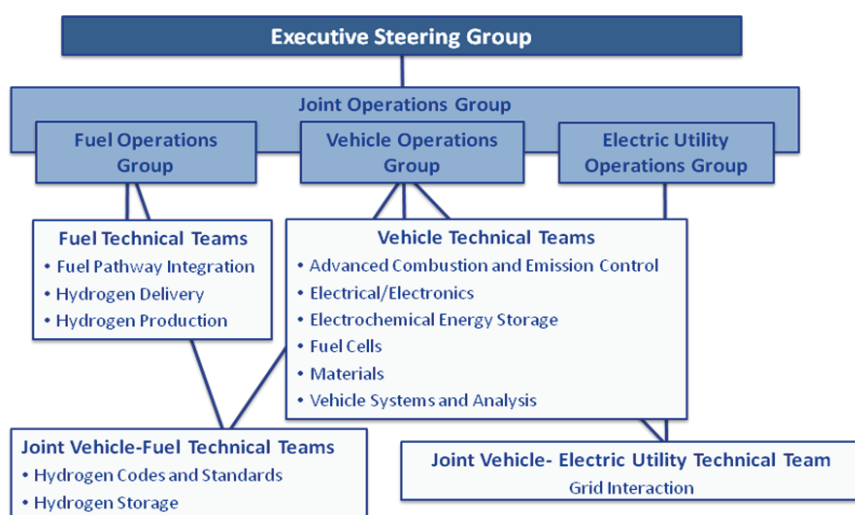 Executive Steering Group
Joint Operations Group
Fuel Operations
Group
Vehicle Operations
Group
Electric Utility
Operations Group
Fuel Technical Teams
• Fuel Pathway Integration
• Hydrogen Delivery
• Hydrogen Production
Vehicle Technical Teams
• Advanced Combustion and Emission Control
• Electrical/Electronics
• Electrochemical Energy Storage
• Fuel Cells
• Materials
• Vehicle Systems and Analysis
Joint Vehicle-Fuel Technical Teams
• Hydrogen Codes and Standards
• Hydrogen Storage
Joint Vehicle- Electric Utility Technical Team
Grid Interaction